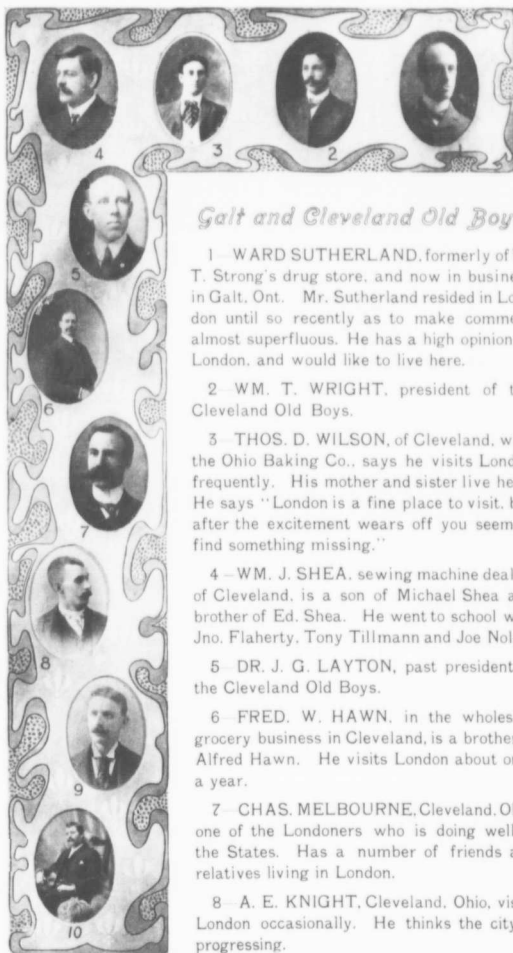 4 3 2 1
5
6
7
8
9
10
Galt and Cleveland Old Boy
1 WARD SUTHERLAND, formerly of
T. Strong's drug store, and now in busine
in Galt, Ont. Mr. Sutherland resided in Lo
don until so recently as to make comme
almost superfluous. He has a high opinion
London, and would like to live here.
2 WM. T. WRIGHT, president of t
Cleveland Old Boys.
3 THOS. D. WILSON, of Cleveland, w
the Ohio Baking Co., says he visits Lond
frequently. His mother and sister live he
He says "London is a fine place to visit, b
after the excitement wears off you seem
find something missing."
4 WM. J. SHEA, sewing machine deal
of Cleveland, is a son of Michael Shea a
brother of Ed. Shea. He went to school w
Jno. Flaherty, Tony Tillmann and Joe Nol
5 DR. J. G. LAYTON, past president
the Cleveland Old Boys.
6 FRED. W. HAWN, in the wholes
grocery business in Cleveland, is a brother
Alfred Hawn. He visits London about on
a year.
7 CHAS. MELBOURNE, Cleveland, O
one of the Londoners who is doing well
the States. Has a number of friends a
relatives living in London.
8 A. E. KNIGHT, Cleveland, Ohio, vis
London occasionally. He thinks the city
progressing.